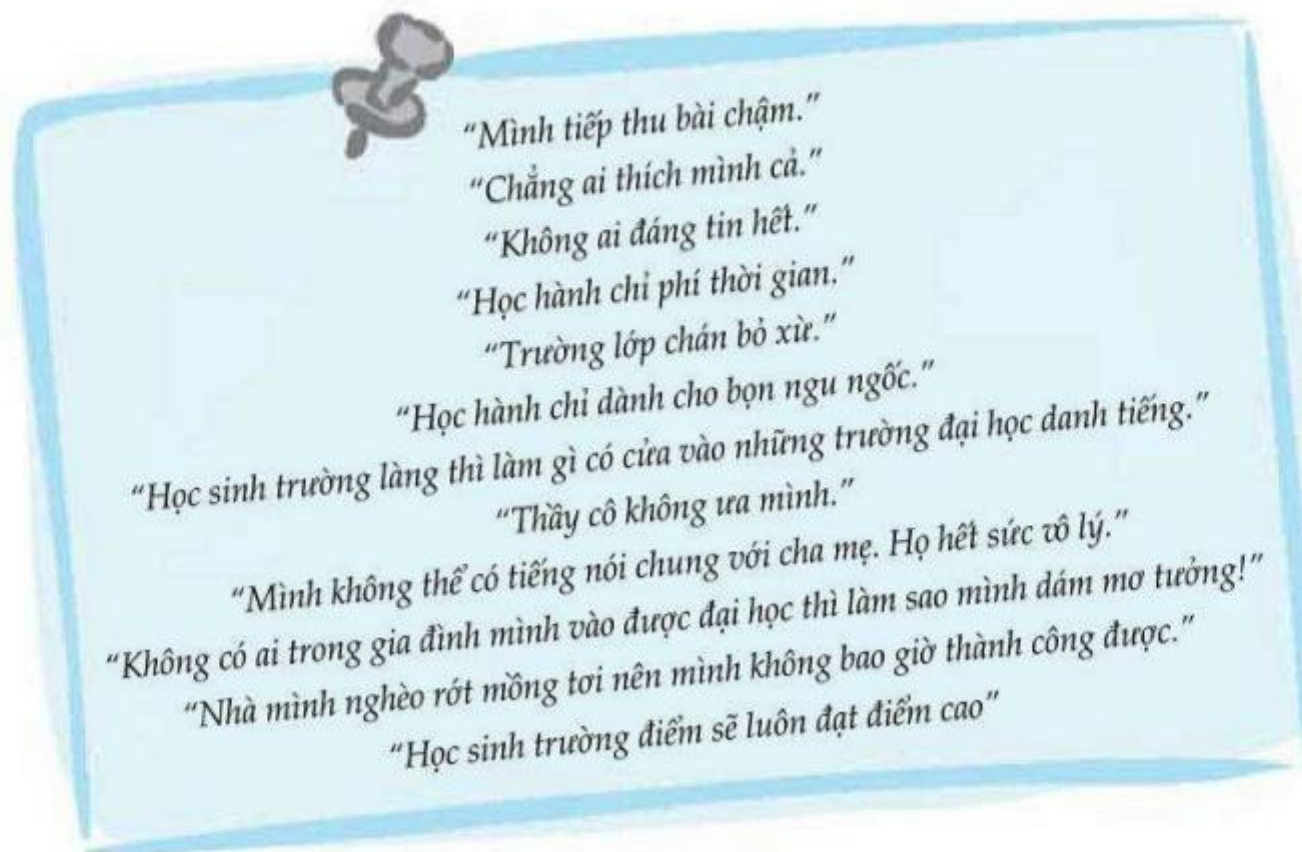 “Mình tiếp thu bài chậm.”
“Chẳng ai thích mình cả.”
“Không ai đáng tin hết.”
“Học hành chỉ phí thời gian.”
“Trường lớp chán bỏ xừ.”
“Học hành chỉ dành cho bọn ngu ngốc.”
“Học sinh trường làng thì làm gì có cửa vào những trường đại học danh tiếng.”
“Thầy cô không ưa mình.”
“Mình không thể có tiếng nói chung với cha mẹ. Họ hết sức vô lý.”
“Không có ai trong gia đình mình vào được đại học thì làm sao mình dám mơ tưởng!”
“Nhà mình nghèo rớt mồng tơi nên mình không bao giờ thành công được.”
“Học sinh trường điểm sẽ luôn đạt điểm cao”